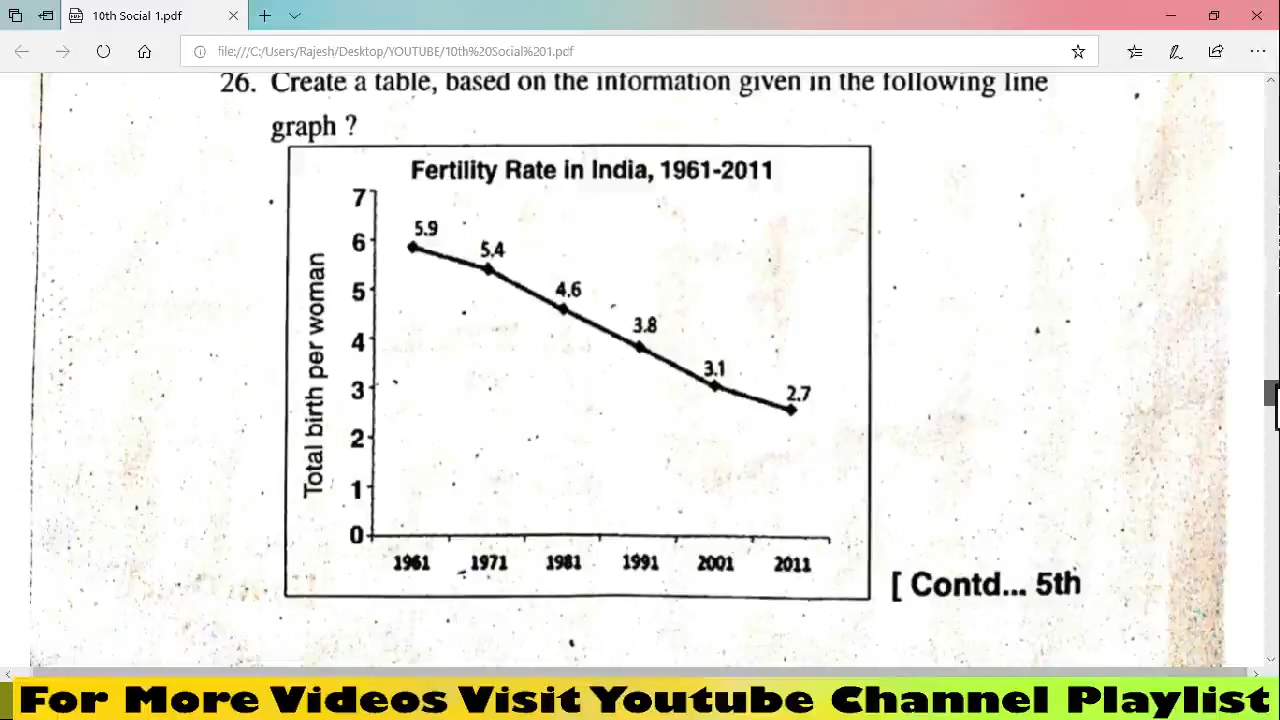 10th Social 1.pdf
file:///C:/Users/Rajesh/Desktop/YOUTUBE/10th%20Social%201.pdf
26. Create a table, based on the information given in the following line
graph ?
Fertility Rate in India, 1961-2011
Total birth per woman
7
6
5
4
3
2
1
0
5.9
5.4
4.6
3.8
3.1
2.7
1961 1971 1981 1991 2001 2011
[ Contd... 5th
For More Videos Visit Youtube Channel Playlist